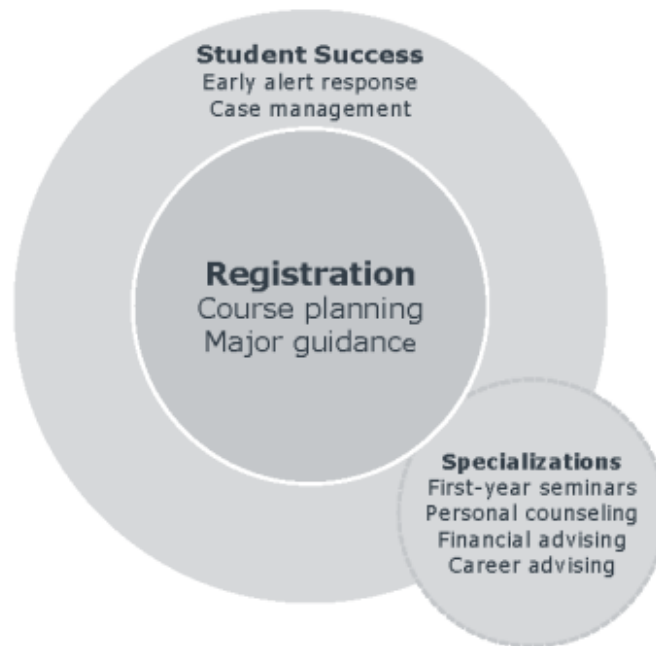 Student Success
Early alert response
Case management
Registration
Course planning
Major guidance
Specializations
First-year seminars
Personal counseling
Financial advising
Career advising